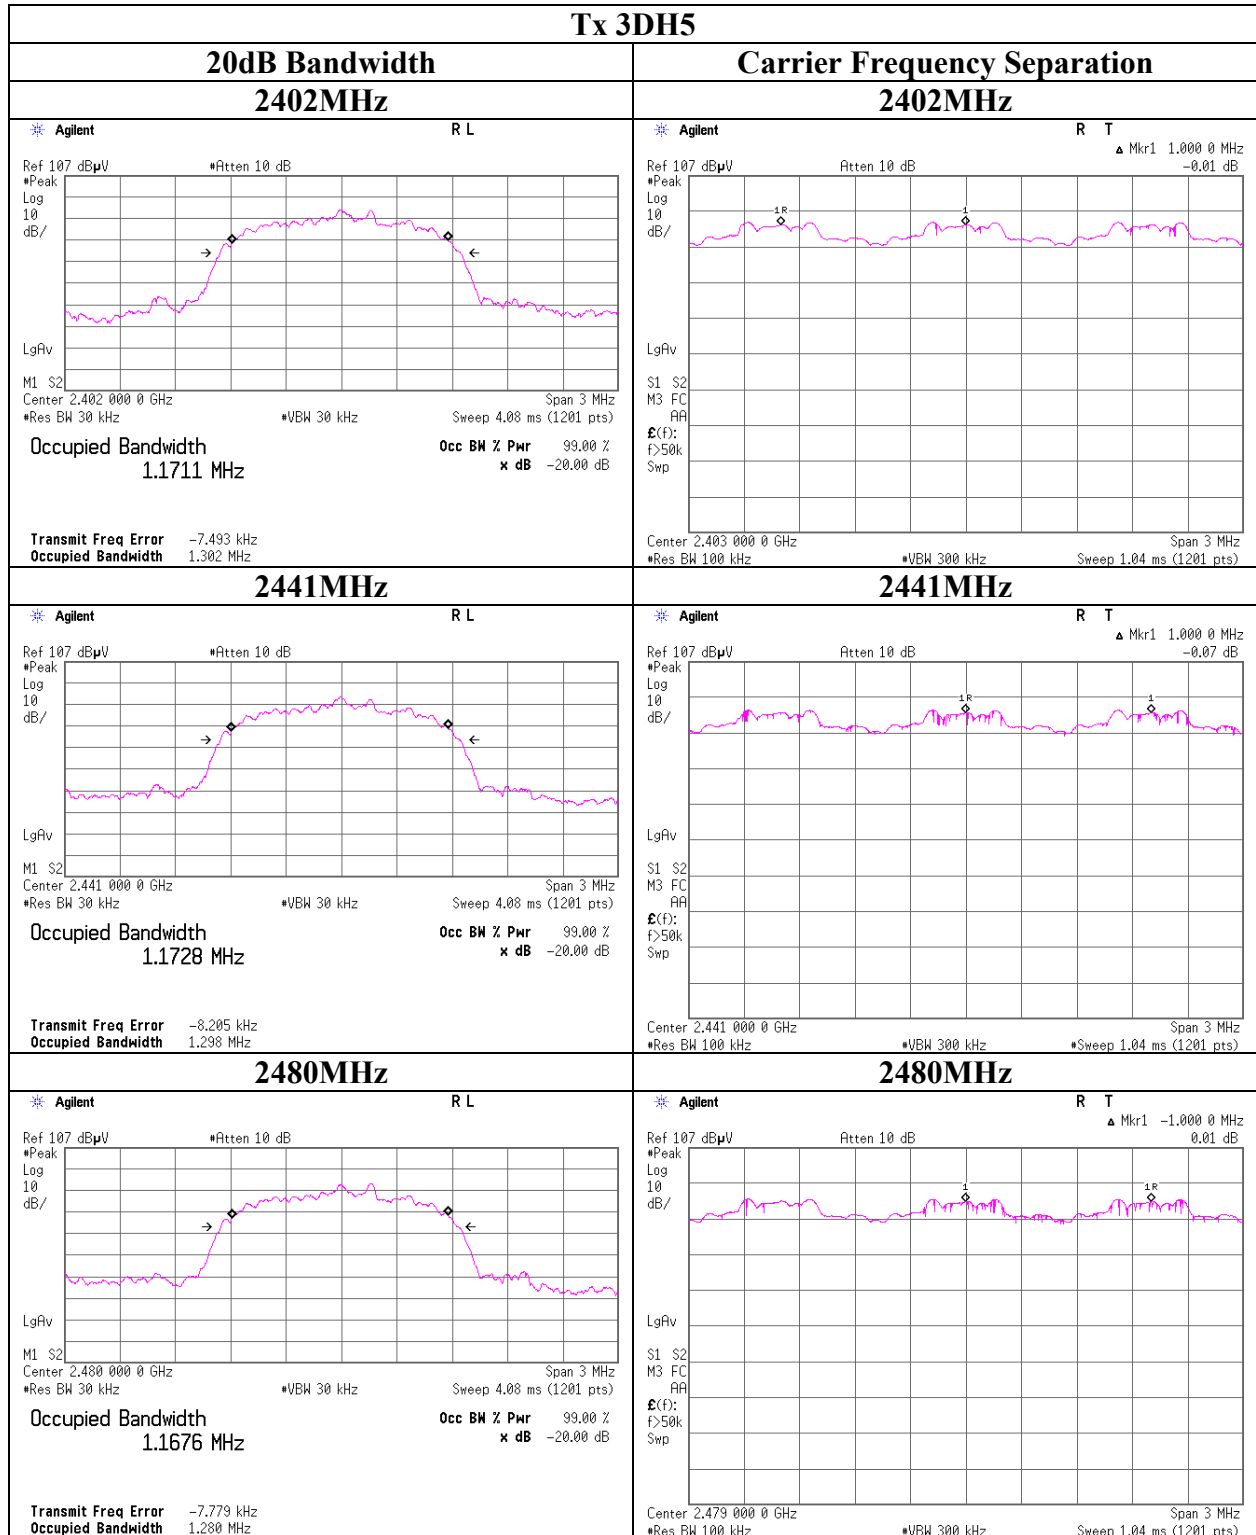 Tx 3DH5
20dB Bandwidth
Carrier Frequency Separation
2402MHz
2402MHz
Agilent R L
Ref 107 dBµV #Atten 10 dB
#Peak
Log
10
dB/
LgAv
M1 S2
Center 2.402 000 0 GHz Span 3 MHz
#Res BW 30 kHz #VBW 30 kHz Sweep 4.08 ms (1201 pts)
Occupied Bandwidth Occ BW % Pwr 99.00 %
1.1711 MHz x dB -20.00 dB
Transmit Freq Error -7.493 kHz
Occupied Bandwidth 1.302 MHz
Agilent R T
Δ Mkr1 1.000 0 MHz
Ref 107 dBµV Atten 10 dB -0.01 dB
#Peak
Log
10
dB/
1R 1
LgAv
S1 S2
M3 FC
AA
£(f):
f>50k
Swp
Center 2.403 000 0 GHz Span 3 MHz
#Res BW 100 kHz #VBW 300 kHz Sweep 1.04 ms (1201 pts)
2441MHz
2441MHz
Agilent R L
Ref 107 dBµV #Atten 10 dB
#Peak
Log
10
dB/
LgAv
M1 S2
Center 2.441 000 0 GHz Span 3 MHz
#Res BW 30 kHz #VBW 30 kHz Sweep 4.08 ms (1201 pts)
Occupied Bandwidth Occ BW % Pwr 99.00 %
1.1728 MHz x dB -20.00 dB
Transmit Freq Error -8.205 kHz
Occupied Bandwidth 1.298 MHz
Agilent R T
Δ Mkr1 1.000 0 MHz
Ref 107 dBµV Atten 10 dB -0.07 dB
#Peak
Log
10
dB/
1R 1
LgAv
S1 S2
M3 FC
AA
£(f):
f>50k
Swp
Center 2.441 000 0 GHz Span 3 MHz
#Res BW 100 kHz #VBW 300 kHz #Sweep 1.04 ms (1201 pts)
2480MHz
2480MHz
Agilent R L
Ref 107 dBµV #Atten 10 dB
#Peak
Log
10
dB/
LgAv
M1 S2
Center 2.480 000 0 GHz Span 3 MHz
#Res BW 30 kHz #VBW 30 kHz Sweep 4.08 ms (1201 pts)
Occupied Bandwidth Occ BW % Pwr 99.00 %
1.1676 MHz x dB -20.00 dB
Transmit Freq Error -7.779 kHz
Occupied Bandwidth 1.280 MHz
Agilent R T
Δ Mkr1 -1.000 0 MHz
Ref 107 dBµV Atten 10 dB 0.01 dB
#Peak
Log
10
dB/
1 1R
LgAv
S1 S2
M3 FC
AA
£(f):
f>50k
Swp
Center 2.479 000 0 GHz Span 3 MHz
#Res BW 100 kHz #VBW 300 kHz Sweep 1.04 ms (1201 pts)